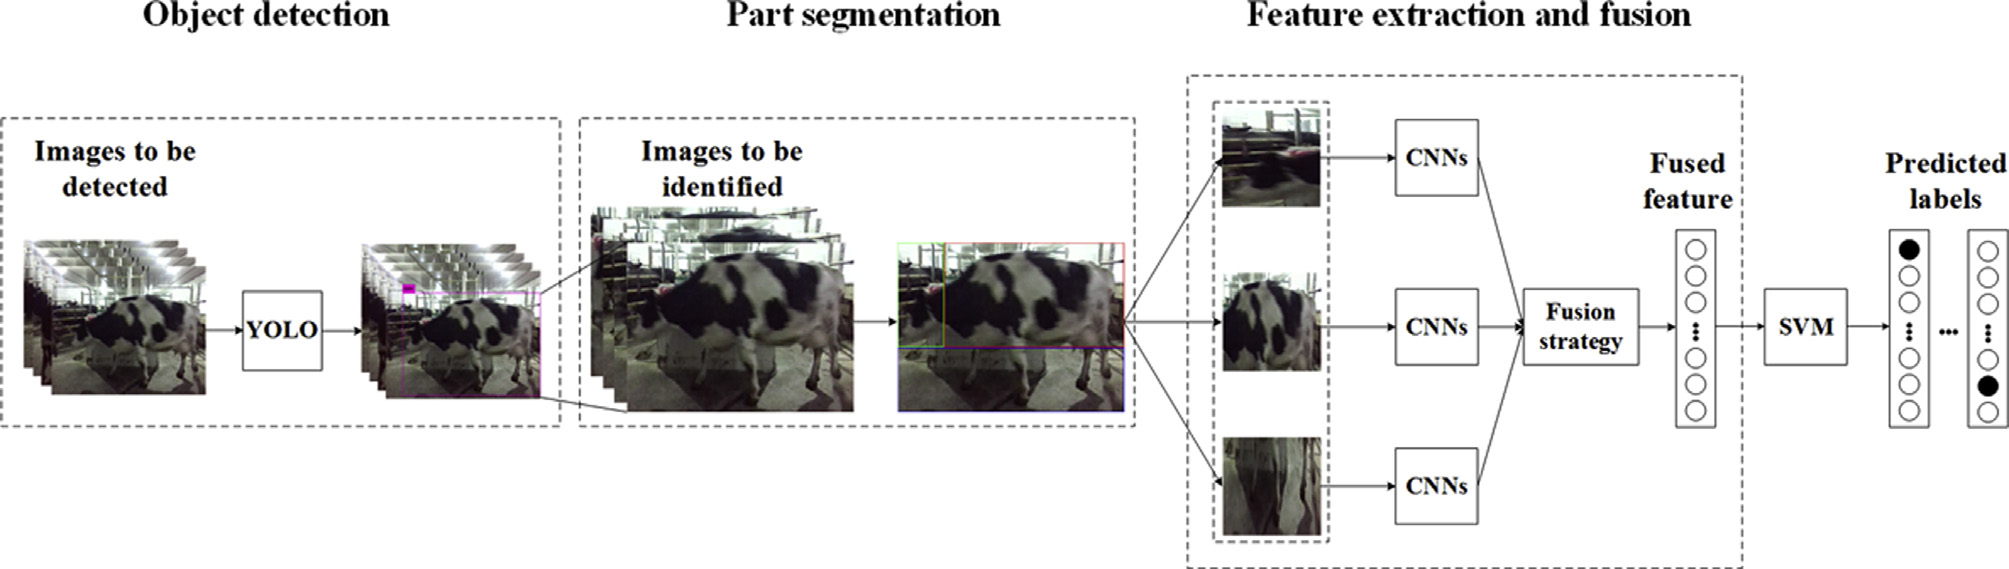 Object detection
Part segmentation
Feature extraction and fusion
Images to be
detected
YOLO
Images to be
identified
CNNs
CNNs
CNNs
Fusion
strategy
Fused
feature
SVM
Predicted
labels